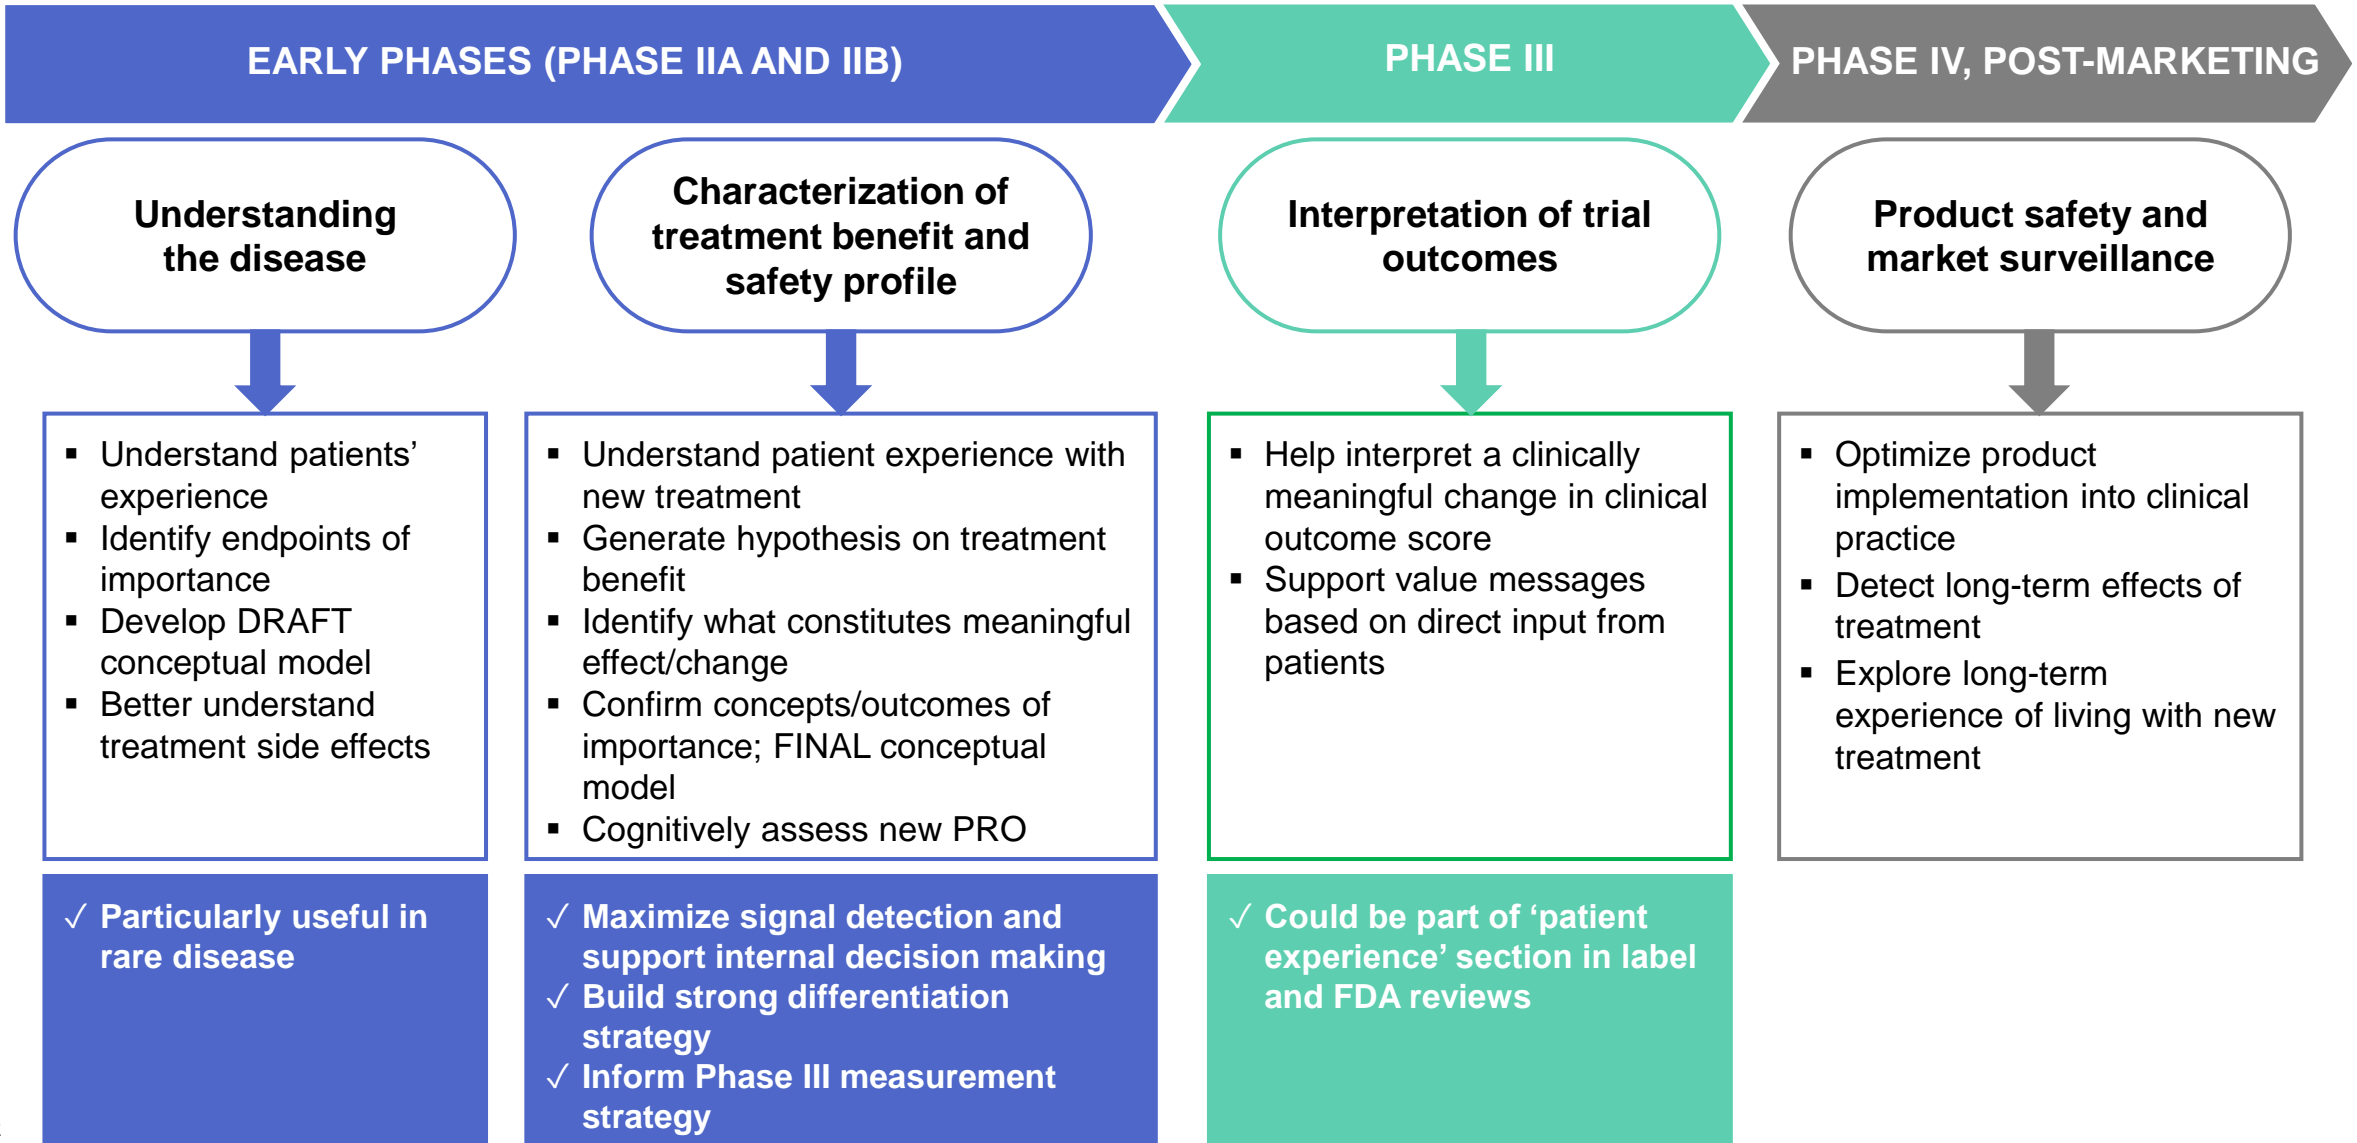 EARLY PHASES (PHASE IIA AND IIB)
PHASE III
PHASE IV, POST-MARKETING
Understanding
the disease
Characterization of
treatment benefit and
safety profile
Interpretation of trial
outcomes
Product safety and
market surveillance
▪ Understand patients’
experience
▪ Identify endpoints of
importance
▪ Develop DRAFT
conceptual model
▪ Better understand
treatment side effects
▪ Understand patient experience with
new treatment
▪ Generate hypothesis on treatment
benefit
▪ Identify what constitutes meaningful
effect/change
▪ Confirm concepts/outcomes of
importance; FINAL conceptual
model
▪ Cognitively assess new PRO
▪ Help interpret a clinically
meaningful change in clinical
outcome score
▪ Support value messages
based on direct input from
patients
▪ Optimize product
implementation into clinical
practice
▪ Detect long-term effects of
treatment
▪ Explore long-term
experience of living with new
treatment
✓ Particularly useful in
rare disease
✓ Maximize signal detection and
support internal decision making
✓ Build strong differentiation
strategy
✓ Inform Phase III measurement
strategy
✓ Could be part of ‘patient
experience’ section in label
and FDA reviews